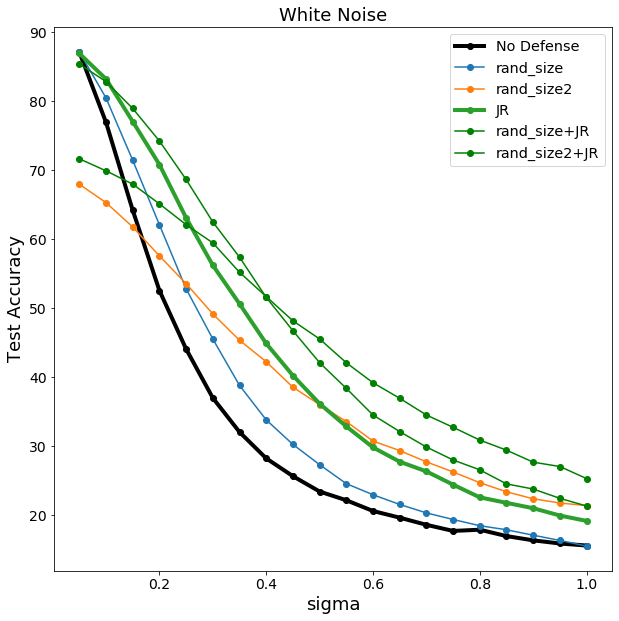 White Noise
No Defense
rand_size
rand_size2
JR
rand_size+JR
rand_size2+JR
Test Accuracy
90
80
70
60
50
40
30
20
0.2 0.4 0.6 0.8 1.0
sigma